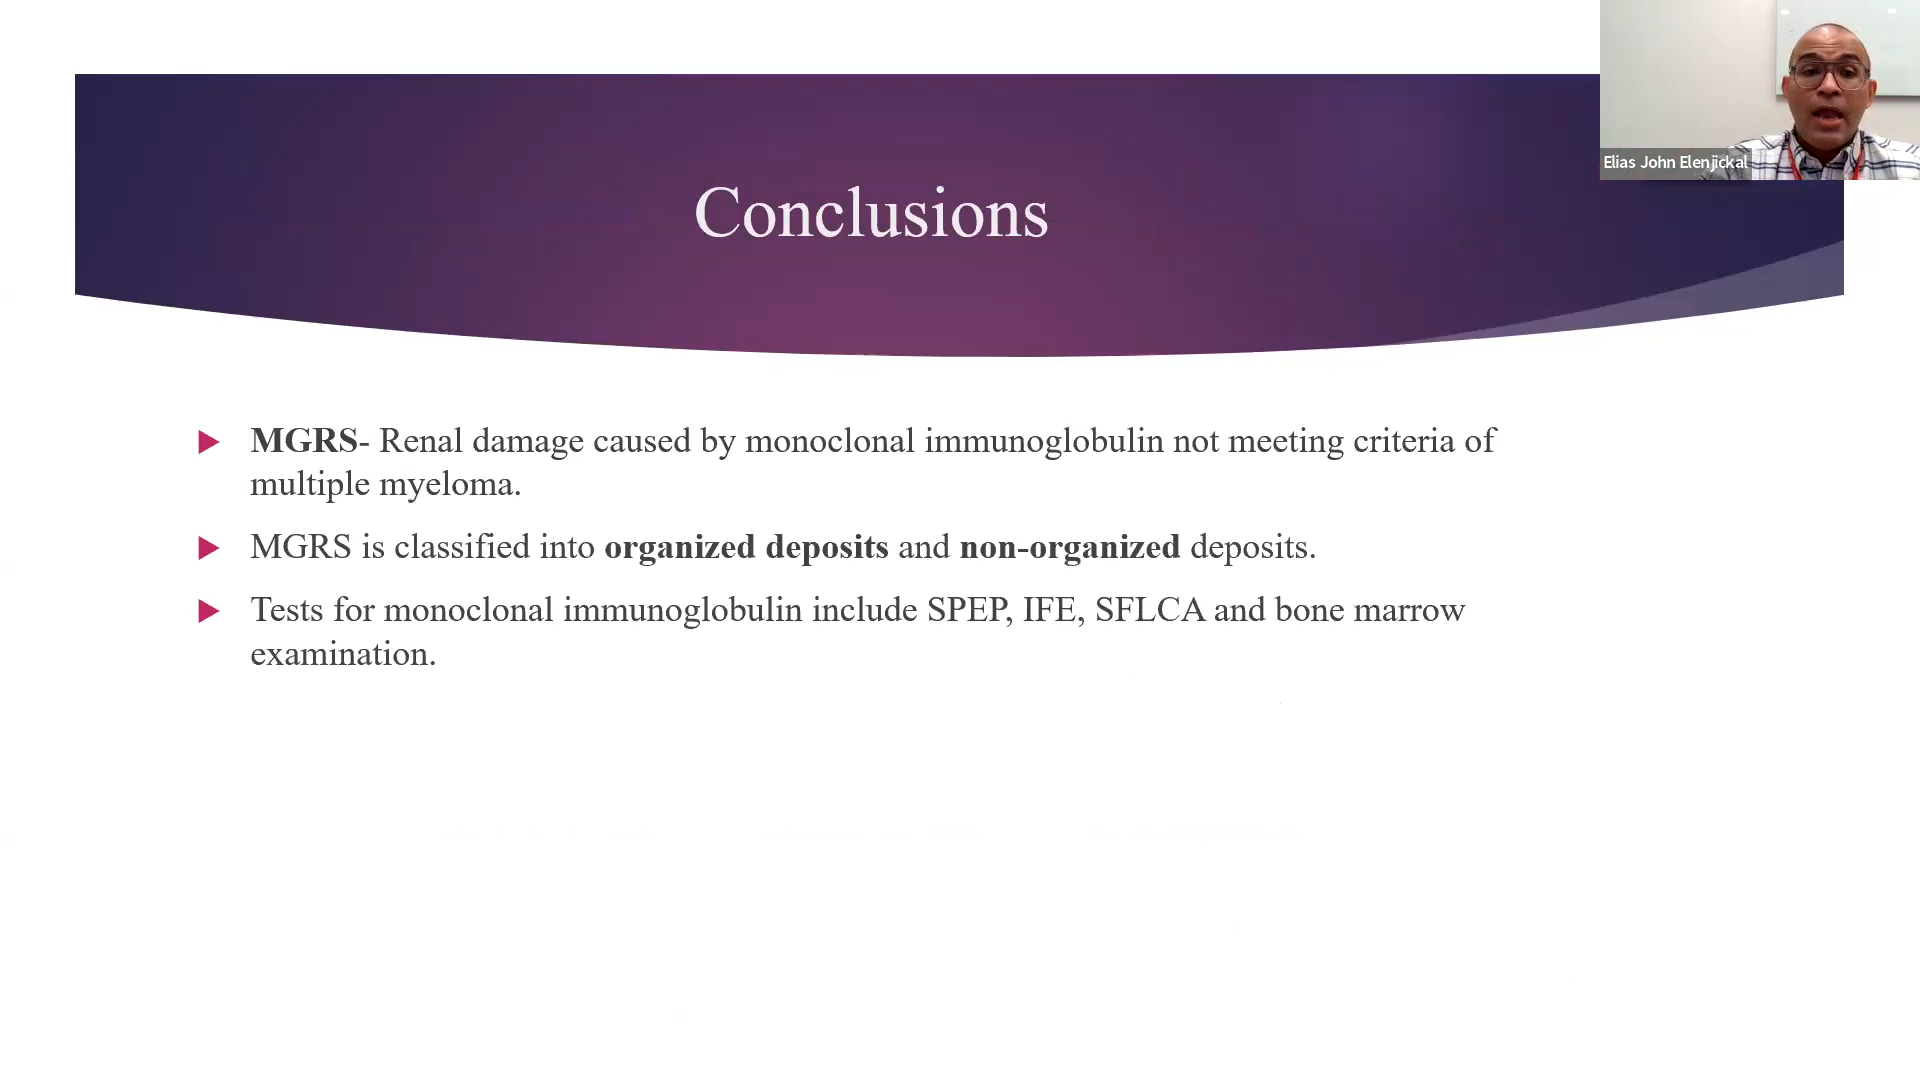 Elias John Elenjickal
Conclusions
MGRS- Renal damage caused by monoclonal immunoglobulin not meeting criteria of
multiple myeloma.
MGRS is classified into organized deposits and non-organized deposits.
Tests for monoclonal immunoglobulin include SPEP, IFE, SFLCA and bone marrow
examination.